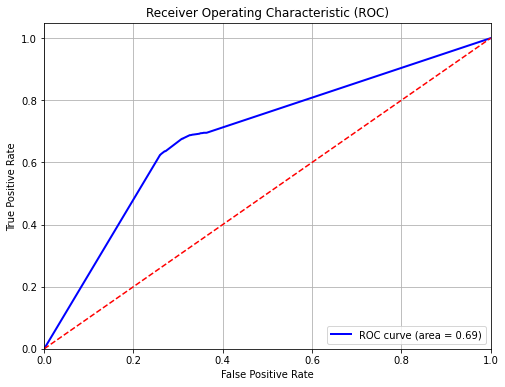 Receiver Operating Characteristic (ROC)
1.0
0.8
0.6
0.4
0.2
0.0
True Positive Rate
0.0 0.2 0.4 0.6 0.8 1.0
False Positive Rate
ROC curve (area = 0.69)